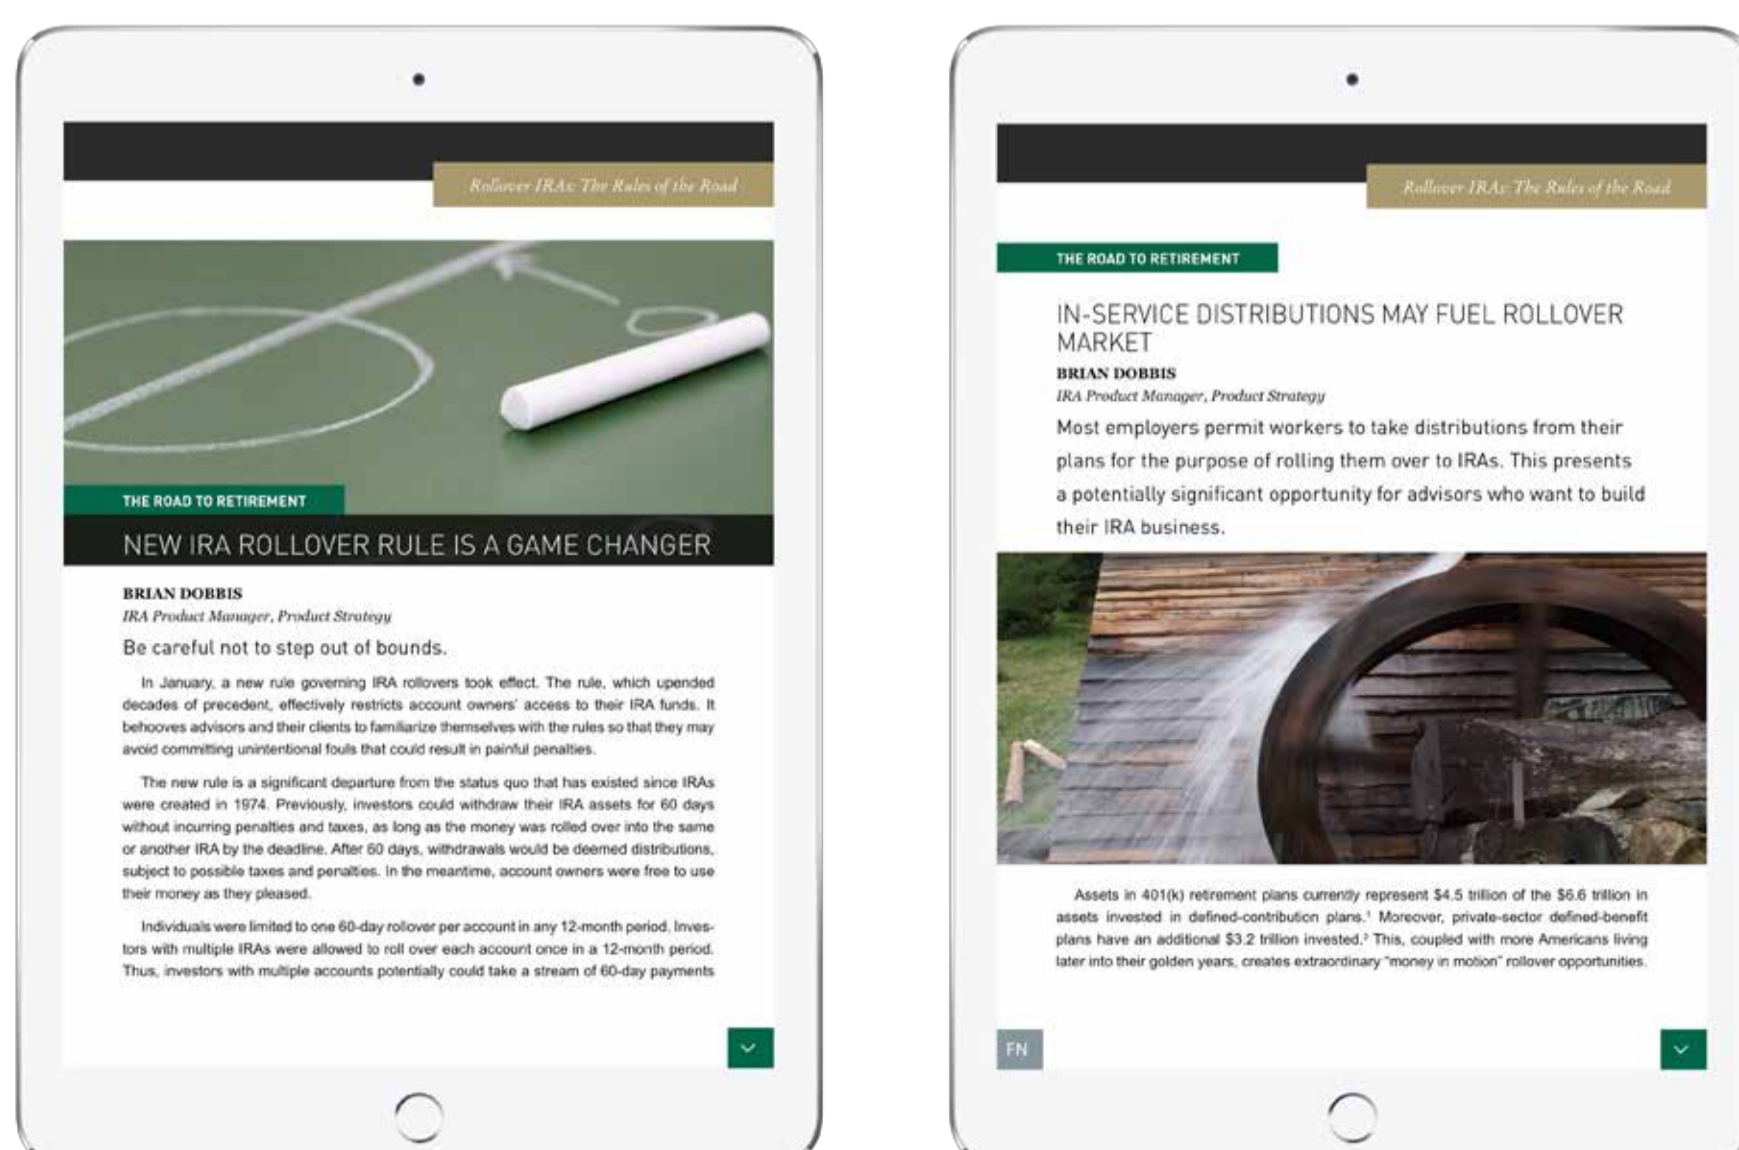 Rollover IRAs: The Rules of the Road
THE ROAD TO RETIREMENT
NEW IRA ROLLOVER RULE IS A GAME CHANGER
BRIAN DOBBIS
IRA Product Manager, Product Strategy
Be careful not to step out of bounds.
In January, a new rule governing IRA rollovers took effect. The rule, which upended
decades of precedent, effectively restricts account owners' access to their IRA funds. It
behooves advisors and their clients to familiarize themselves with the rules so that they may
avoid committing unintentional fouls that could result in painful penalties.
The new rule is a significant departure from the status quo that has existed since IRAs
were created in 1974. Previously, investors could withdraw their IRA assets for 60 days
without incurring penalties and taxes, as long as the money was rolled over into the same
or another IRA by the deadline. After 60 days, withdrawals would be deemed distributions,
subject to possible taxes and penalties. In the meantime, account owners were free to use
their money as they pleased.
Individuals were limited to one 60-day rollover per account in any 12-month period. Inves-
tors with multiple IRAs were allowed to roll over each account once in a 12-month period.
Thus, investors with multiple accounts potentially could take a stream of 60-day payments
Rollover IRAs: The Rules of the Road
THE ROAD TO RETIREMENT
IN-SERVICE DISTRIBUTIONS MAY FUEL ROLLOVER
MARKET
BRIAN DOBBIS
IRA Product Manager, Product Strategy
Most employers permit workers to take distributions from their
plans for the purpose of rolling them over to IRAs. This presents
a potentially significant opportunity for advisors who want to build
their IRA business.
Assets in 401(k) retirement plans currently represent $4.5 trillion of the $6.6 trillion in
assets invested in defined-contribution plans.¹ Moreover, private-sector defined-benefit
plans have an additional $3.2 trillion invested.² This, coupled with more Americans living
later into their golden years, creates extraordinary "money in motion" rollover opportunities.
FN